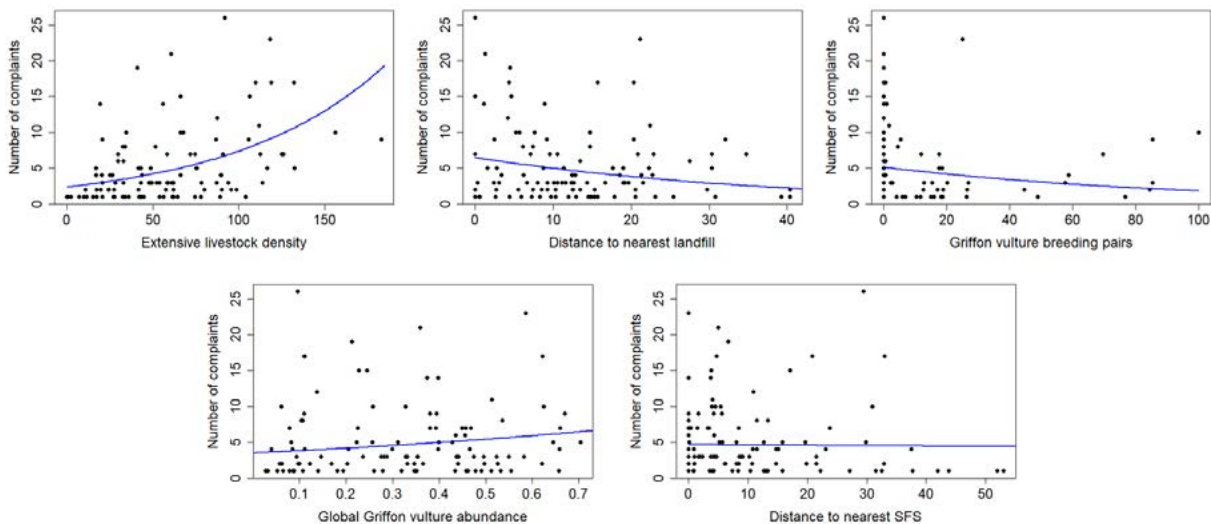 Number of complaints
0 5 10 15 20 25
0 50 100 150
Extensive livestock density
Number of complaints
0 5 10 15 20 25
0 10 20 30 40
Distance to nearest landfill
Number of complaints
0 5 10 15 20 25
0 20 40 60 80 100
Griffon vulture breeding pairs
Number of complaints
0 5 10 15 20 25
0.1 0.2 0.3 0.4 0.5 0.6 0.7
Global Griffon vulture abundance
Number of complaints
0 5 10 15 20 25
0 10 20 30 40 50
Distance to nearest SFS